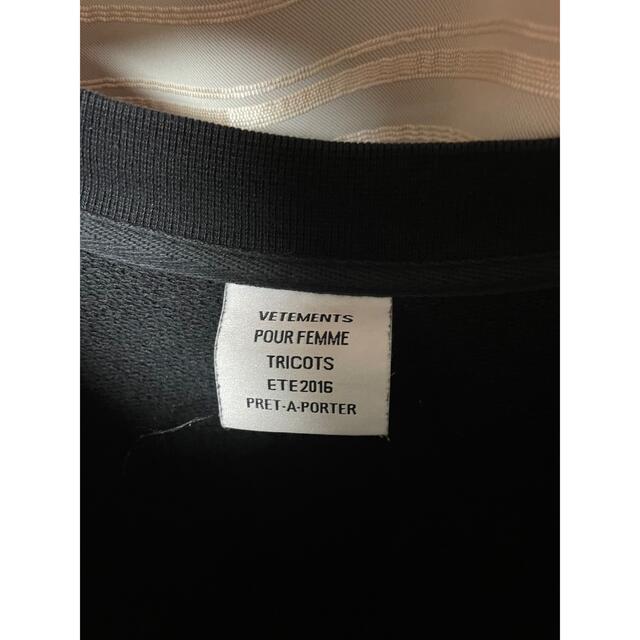 VETEMENTS
POUR FEMME
TRICOTS
ETE2016
PRET-A-PORTER